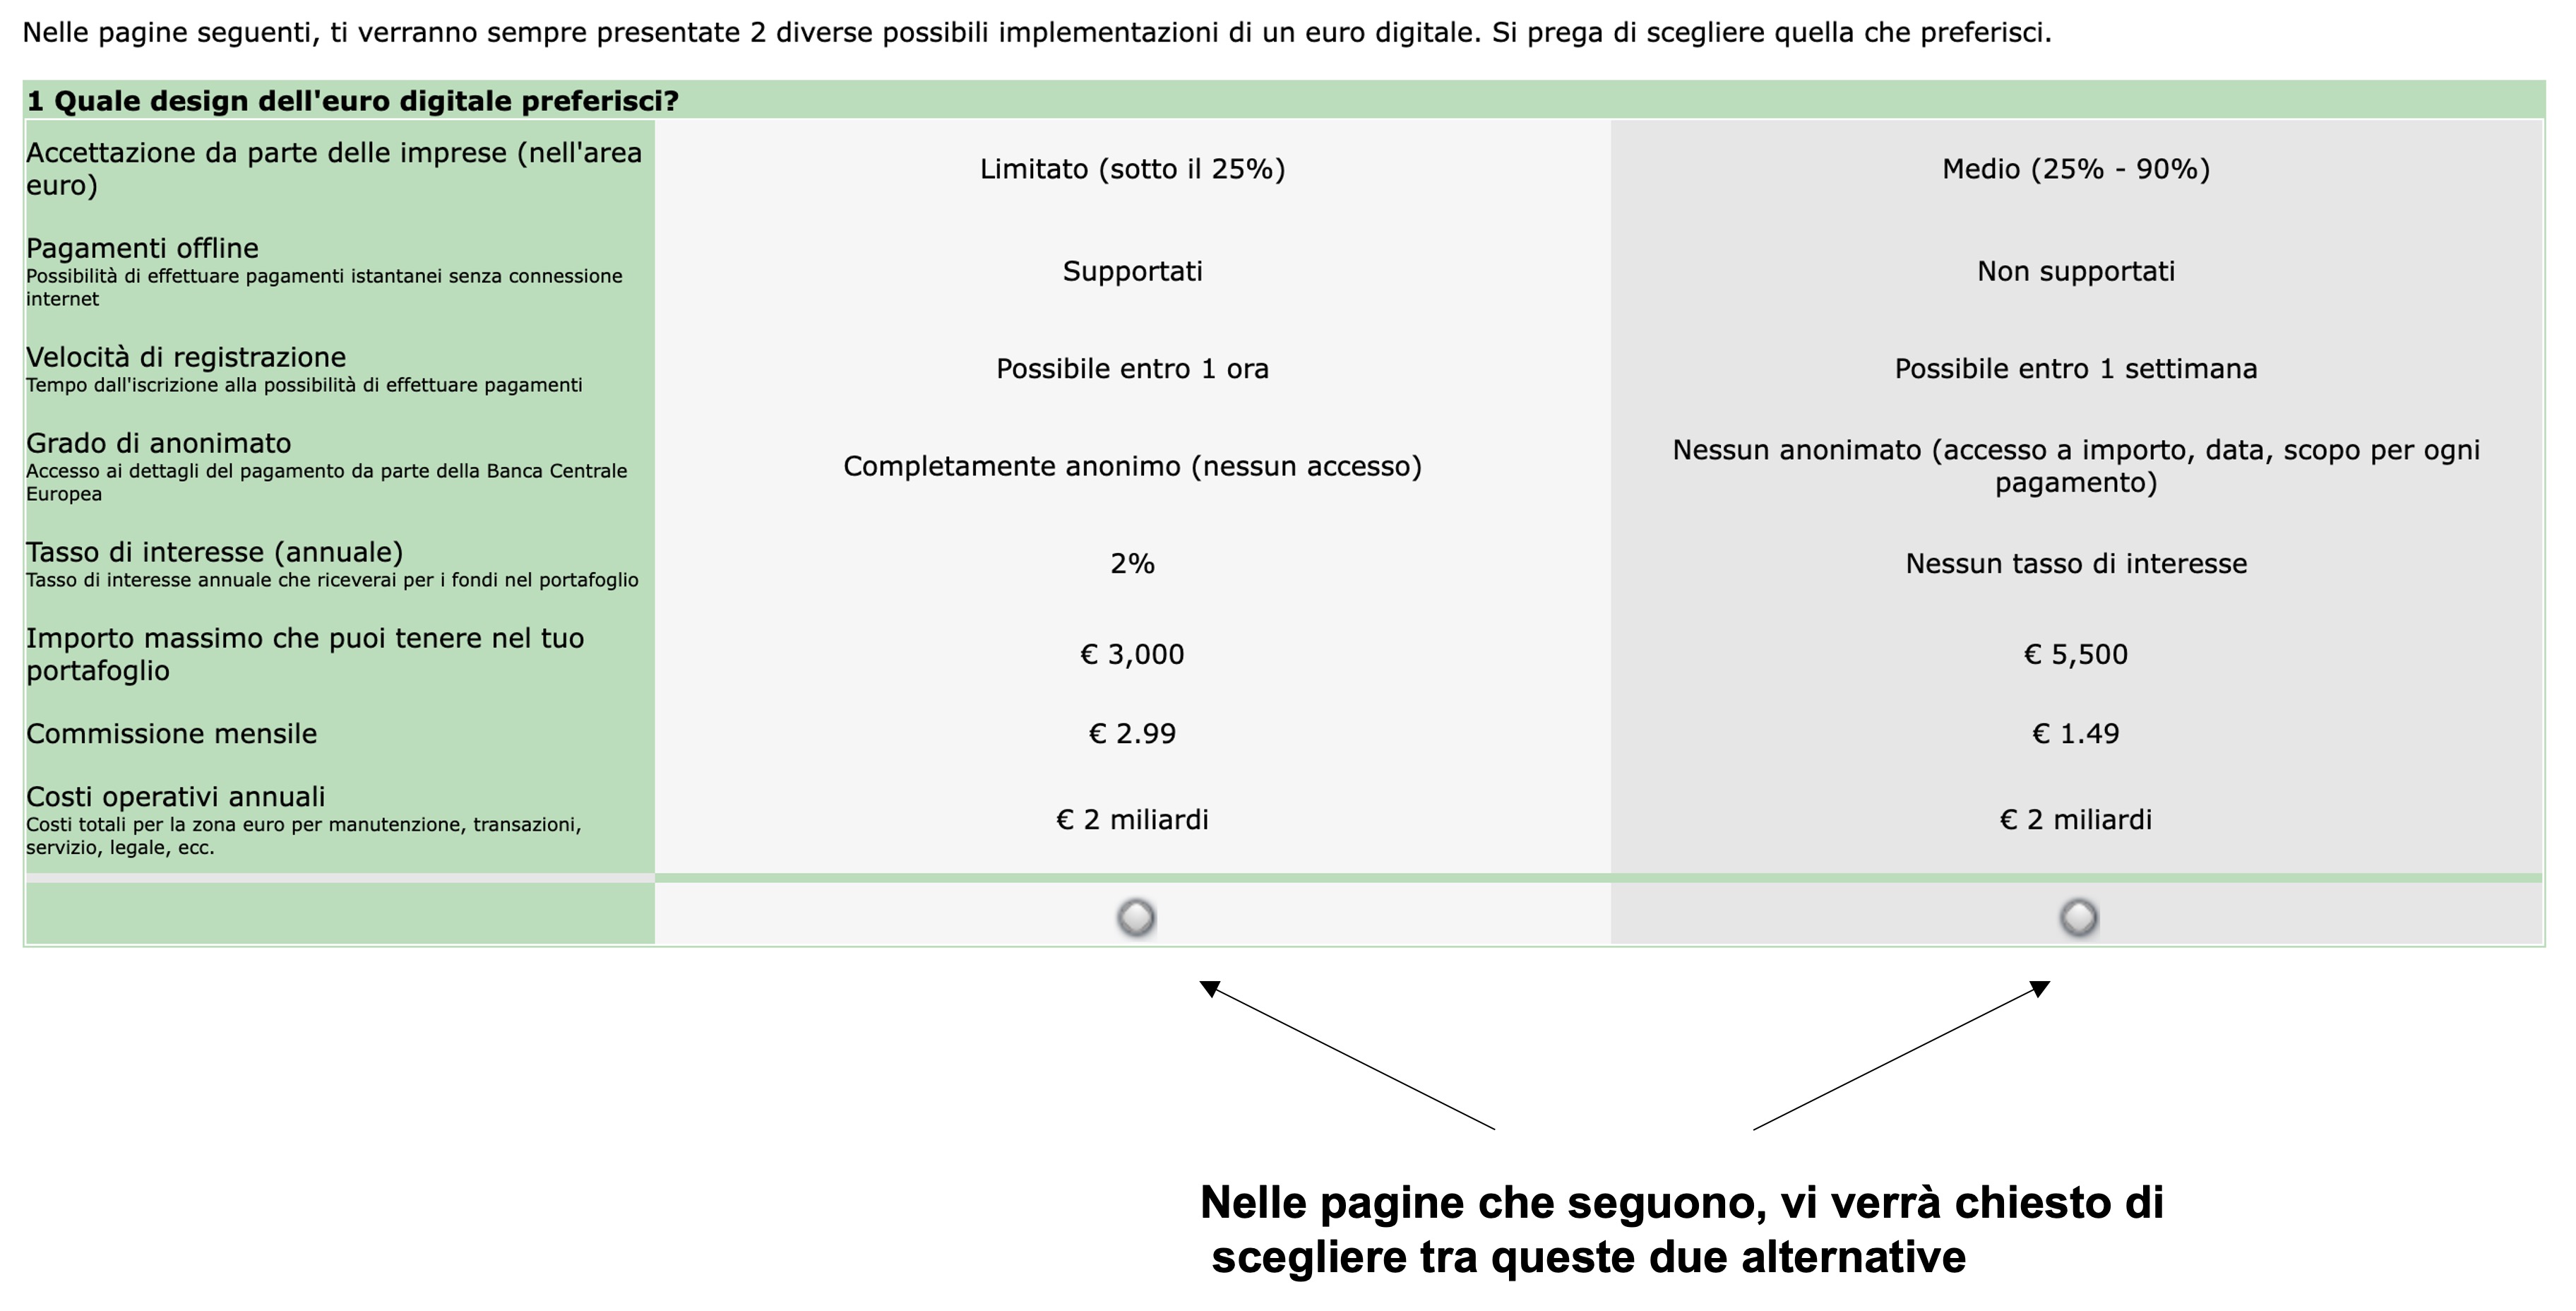 Nelle pagine seguenti, ti verranno sempre presentate 2 diverse possibili implementazioni di un euro digitale. Si prega di scegliere quella che preferisci.
1 Quale design dell'euro digitale preferisci?
Accettazione da parte delle imprese (nell'area
euro)
Limitato (sotto il 25%)
Medio (25% - 90%)
Pagamenti offline
Possibilità di effettuare pagamenti istantanei senza connessione
internet
Supportati
Non supportati
Velocità di registrazione
Tempo dall'iscrizione alla possibilità di effettuare pagamenti
Possibile entro 1 ora
Possibile entro 1 settimana
Grado di anonimato
Accesso ai dettagli del pagamento da parte della Banca Centrale
Europea
Completamente anonimo (nessun accesso)
Nessun anonimato (accesso a importo, data, scopo per ogni
pagamento)
Tasso di interesse (annuale)
Tasso di interesse annuale che riceverai per i fondi nel portafoglio
2%
Nessun tasso di interesse
Importo massimo che puoi tenere nel tuo
portafoglio
€ 3,000
€ 5,500
Commissione mensile
€ 2.99
€ 1.49
Costi operativi annuali
Costi totali per la zona euro per manutenzione, transazioni,
servizio, legale, ecc.
€ 2 miliardi
€ 2 miliardi
Nelle pagine che seguono, vi verrà chiesto di
scegliere tra queste due alternative